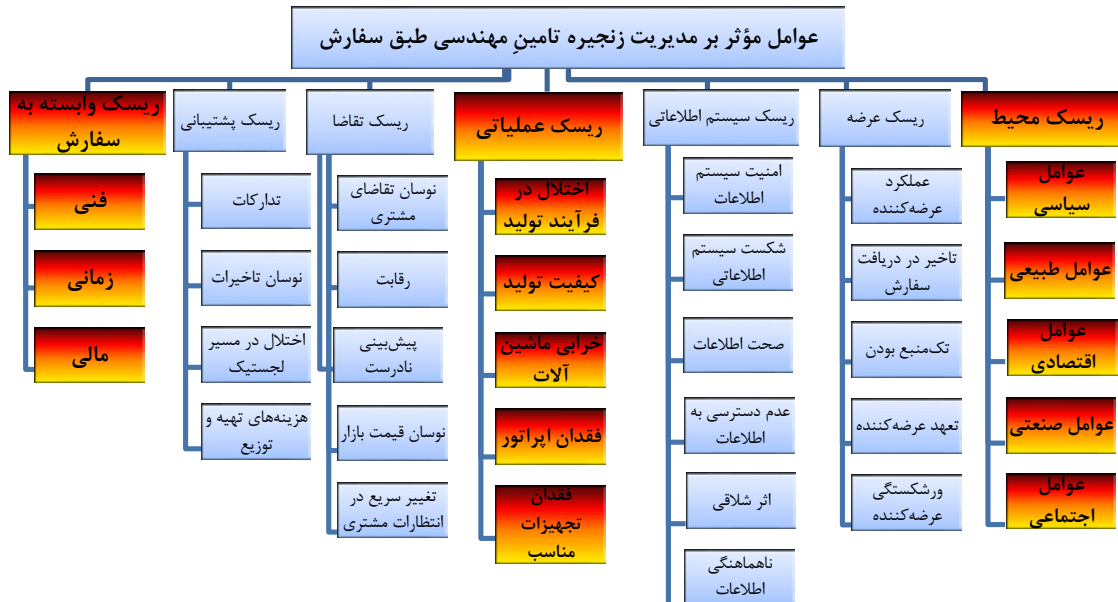 عوامل مؤثر بر مدیریت زنجیره تامینِ مهندسی طبق سفارش
ریسک محیط
عوامل
سیاسی
عوامل طبیعی
عوامل
اقتصادی
عوامل صنعتی
عوامل
اجتماعی
ریسک عرضه
عملکرد
عرضه‌کننده
تاخیر در دریافت
سفارش
تک‌منبع بودن
تعهد عرضه‌کننده
ورشکستگی
عرضه‌کننده
ریسک سیستم اطلاعاتی
امنیت سیستم
اطلاعات
شکست سیستم
اطلاعاتی
صحت اطلاعات
عدم دسترسی به
اطلاعات
اثر شلاقی
ناهماهنگی
اطلاعات
ریسک عملیاتی
اختلال در
فرآیند تولید
کیفیت تولید
خرابی ماشین
آلات
فقدان اپراتور
فقدان
تجهیزات
مناسب
ریسک تقاضا
نوسان تقاضای
مشتری
رقابت
پیش‌بینی
نادرست
نوسان قیمت بازار
تغییر سریع در
انتظارات مشتری
ریسک پشتیبانی
تدارکات
نوسان تاخیرات
اختلال در مسیر
لجستیک
هزینه‌های تهیه و
توزیع
ریسک وابسته به
سفارش
فنی
زمانی
مالی